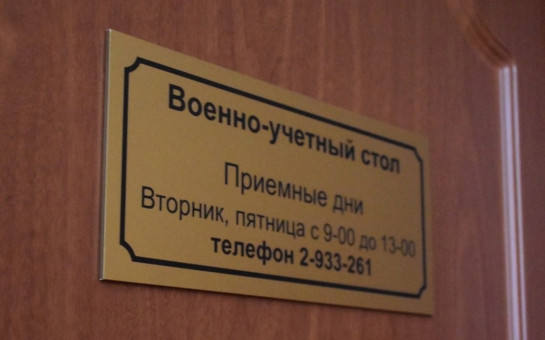 Военно-учетный стол
Приемные дни
Вторник, пятница с 9-00 до 13-00
телефон 2-933-261